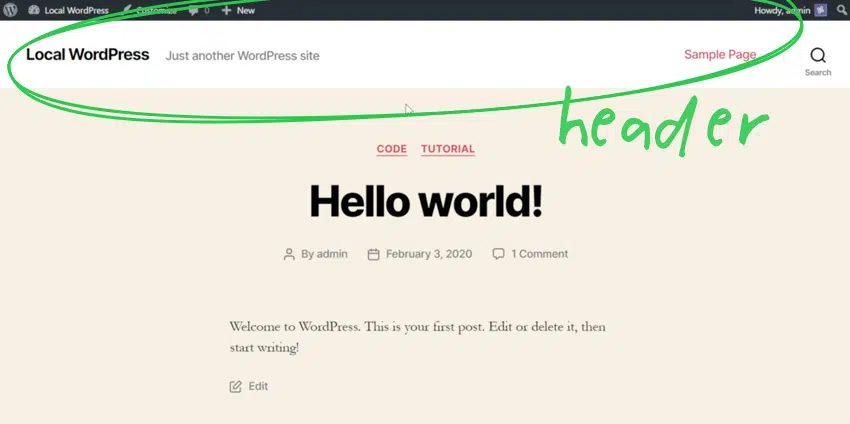 Local WordPress Customize 0 New Howdy, admin
Local WordPress Just another WordPress site Sample Page
Search
header
CODE TUTORIAL
Hello world!
By admin February 3, 2020 1 Comment
Welcome to WordPress. This is your first post. Edit or delete it, then
start writing!
Edit